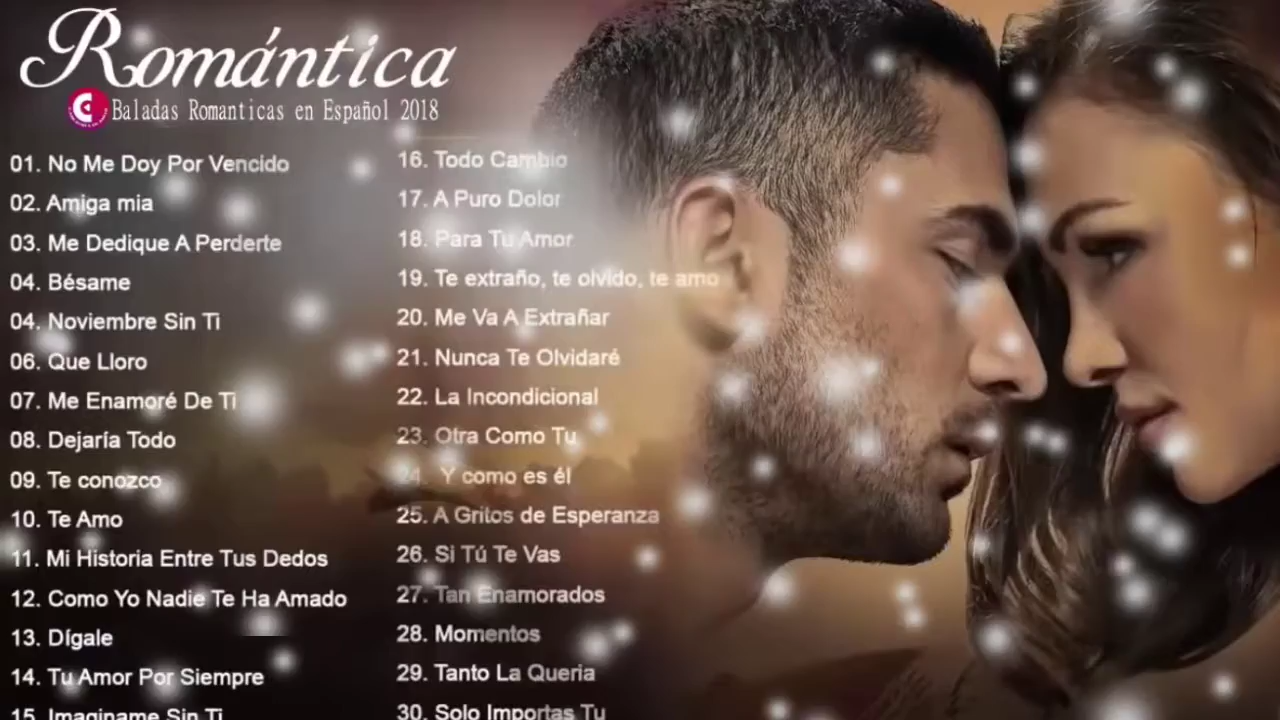 Romántica
Baladas Romanticas en Español 2018
01. No Me Doy Por Vencido
02. Amiga mia
03. Me Dedique A Perderte
04. Bésame
04. Noviembre Sin Ti
06. Que Lloro
07. Me Enamoré De Ti
08. Dejaría Todo
09. Te conozco
10. Te Amo
11. Mi Historia Entre Tus Dedos
12. Como Yo Nadie Te Ha Amado
13. Dígale
14. Tu Amor Por Siempre
15. Imaginame Sin Ti
16. Todo Cambio
17. A Puro Dolor
18. Para Tu Amor
19. Te extraño, te olvido, te amo
20. Me Va A Extrañar
21. Nunca Te Olvidaré
22. La Incondicional
23. Otra Como Tu
24. Y como es él
25. A Gritos de Esperanza
26. Si Tú Te Vas
27. Tan Enamorados
28. Momentos
29. Tanto La Queria
30. Solo Importas Tu